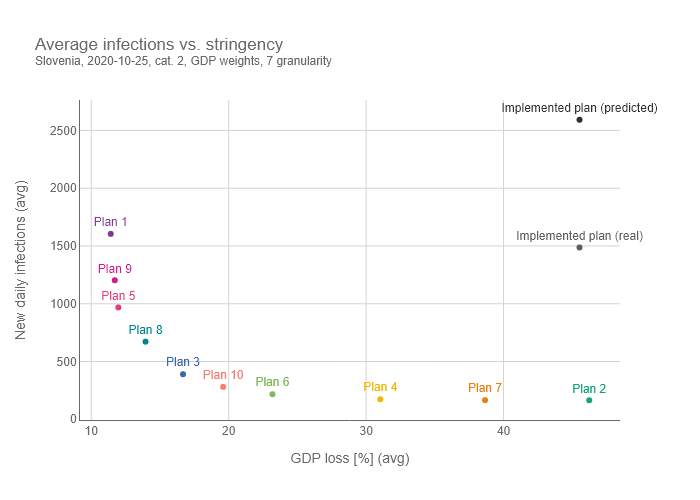 Average infections vs. stringency
Slovenia, 2020-10-25, cat. 2, GDP weights, 7 granularity
Implemented plan (predicted)
2500
2000
Plan 1
Implemented plan (real)
1500
Plan 9
Plan 5
1000
Plan 8
Plan 3
500
Plan 10
Plan 6
Plan 4
Plan 7
Plan 2
0
10
20
30
40
New daily infections (avg)
GDP loss [%] (avg)